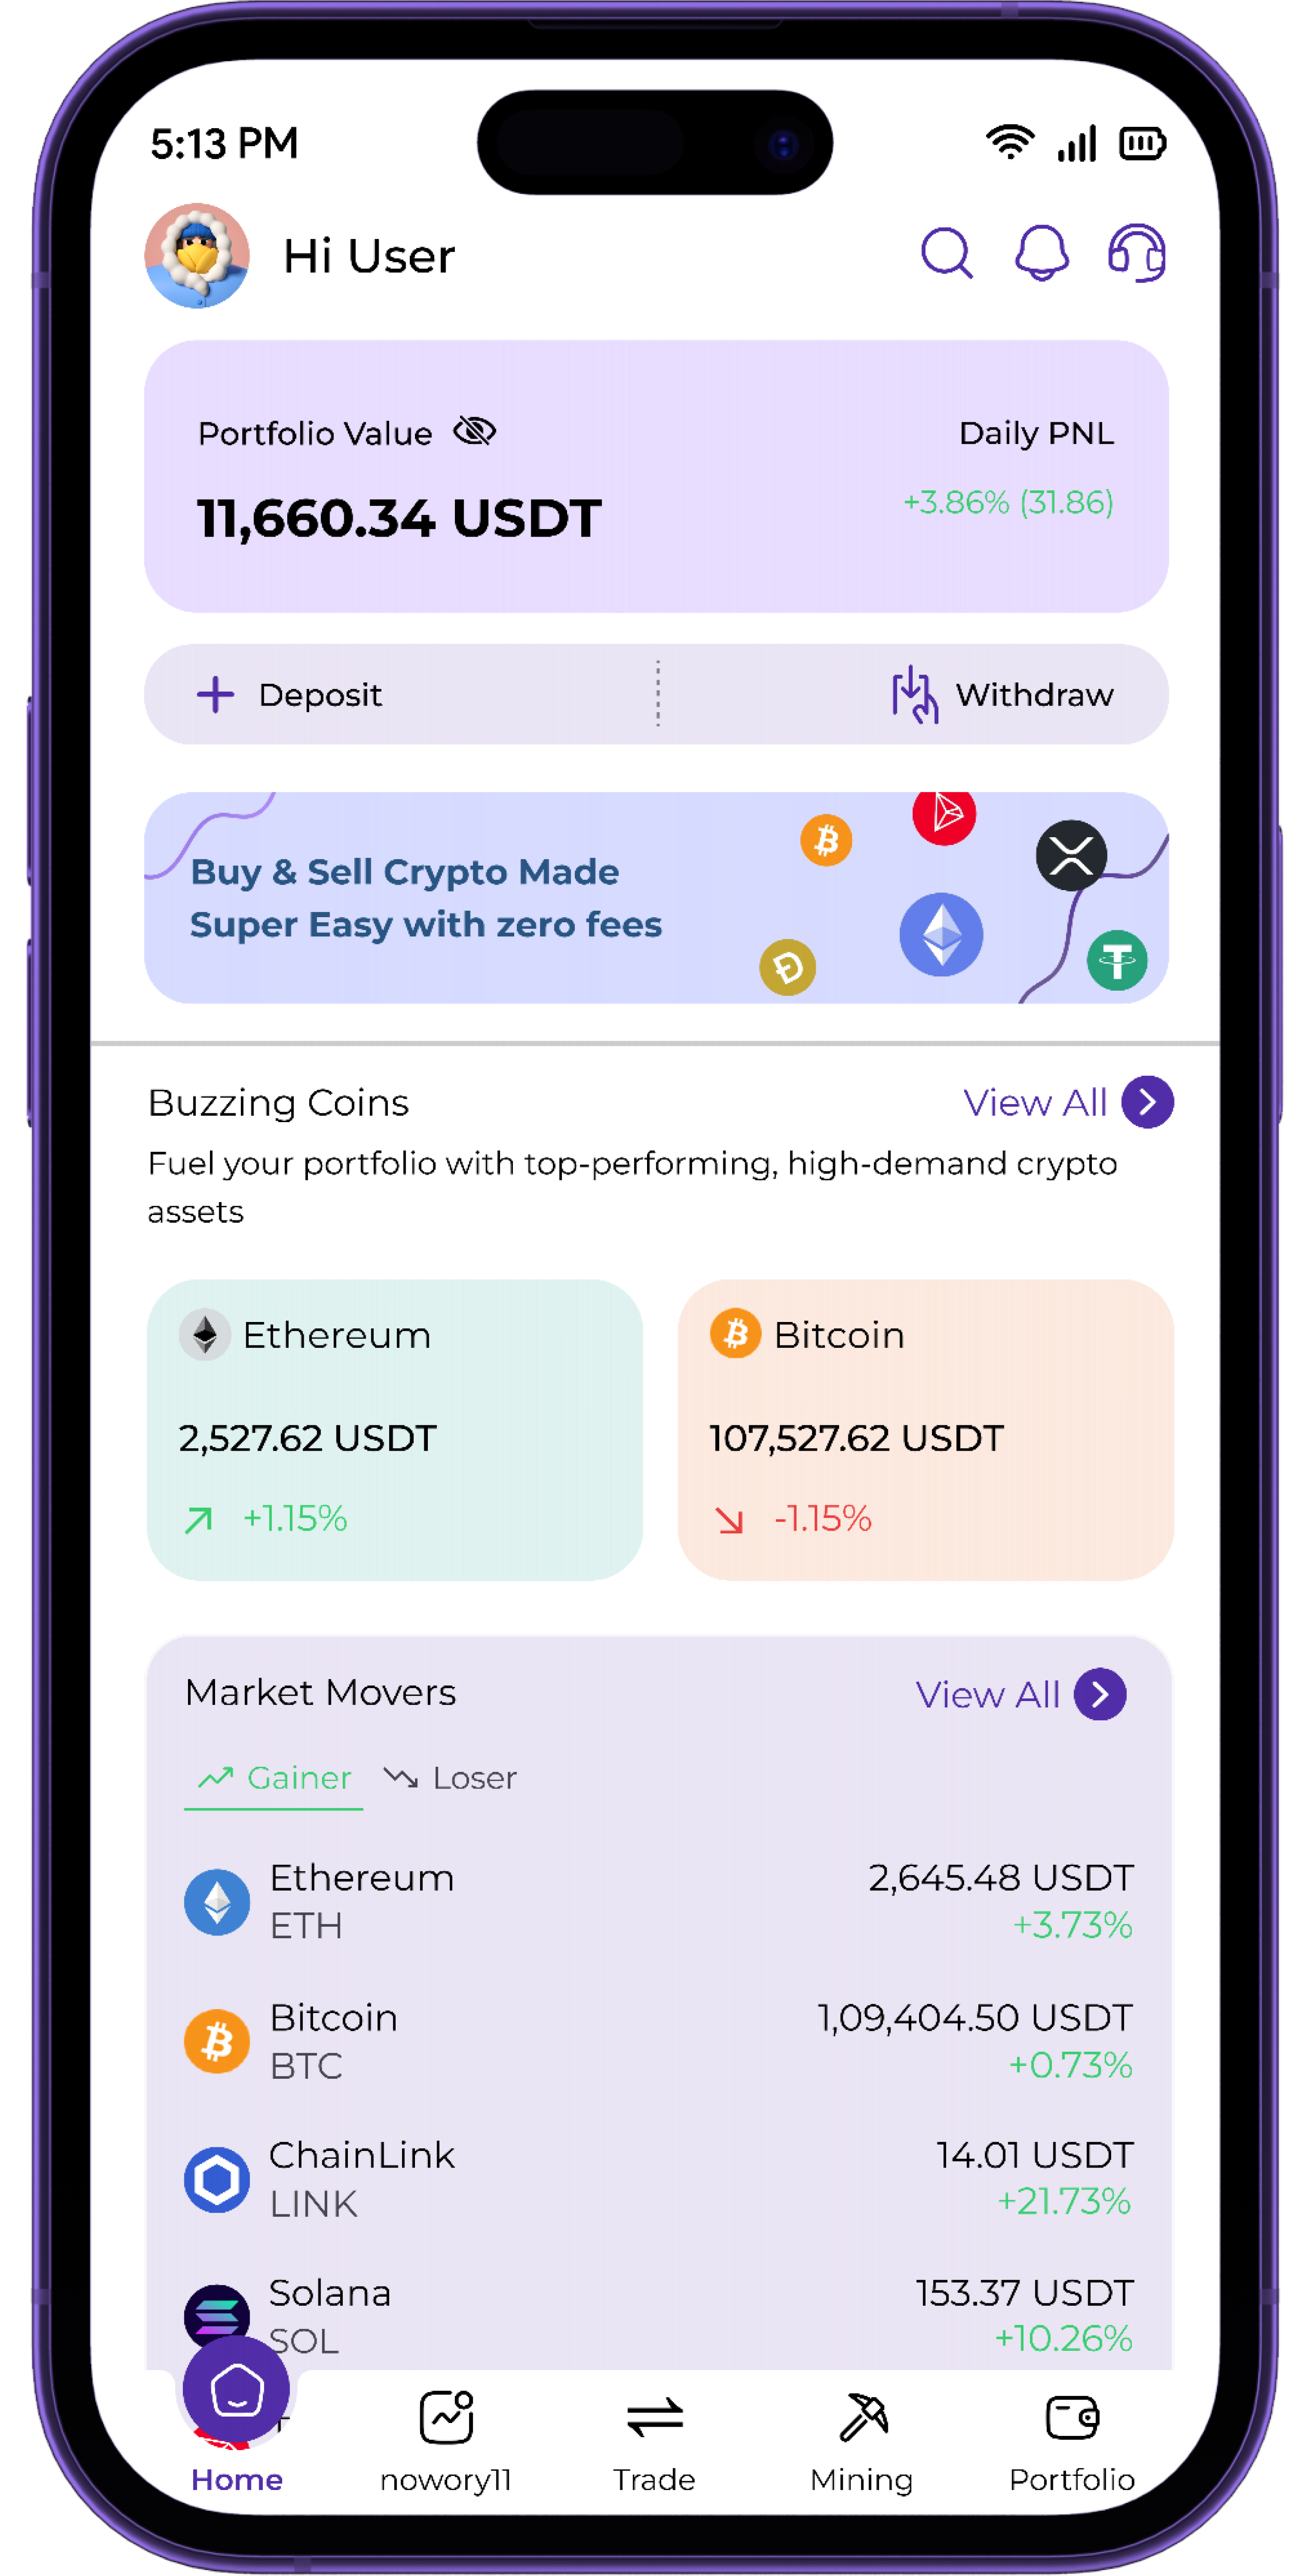 5:13 PM
Hi User
Portfolio Value
Daily PNL
11,660.34 USDT
+3.86% (31.86)
Deposit
Withdraw
Buy & Sell Crypto Made
Super Easy with zero fees
Buzzing Coins
View All
Fuel your portfolio with top-performing, high-demand crypto
assets
Ethereum
2,527.62 USDT
+1.15%
Bitcoin
107,527.62 USDT
-1.15%
Market Movers
View All
Gainer
Loser
Ethereum
2,645.48 USDT
ETH
+3.73%
Bitcoin
1,09,404.50 USDT
BTC
+0.73%
ChainLink
14.01 USDT
LINK
+21.73%
Solana
153.37 USDT
SOL
+10.26%
Home
nowory11
Trade
Mining
Portfolio